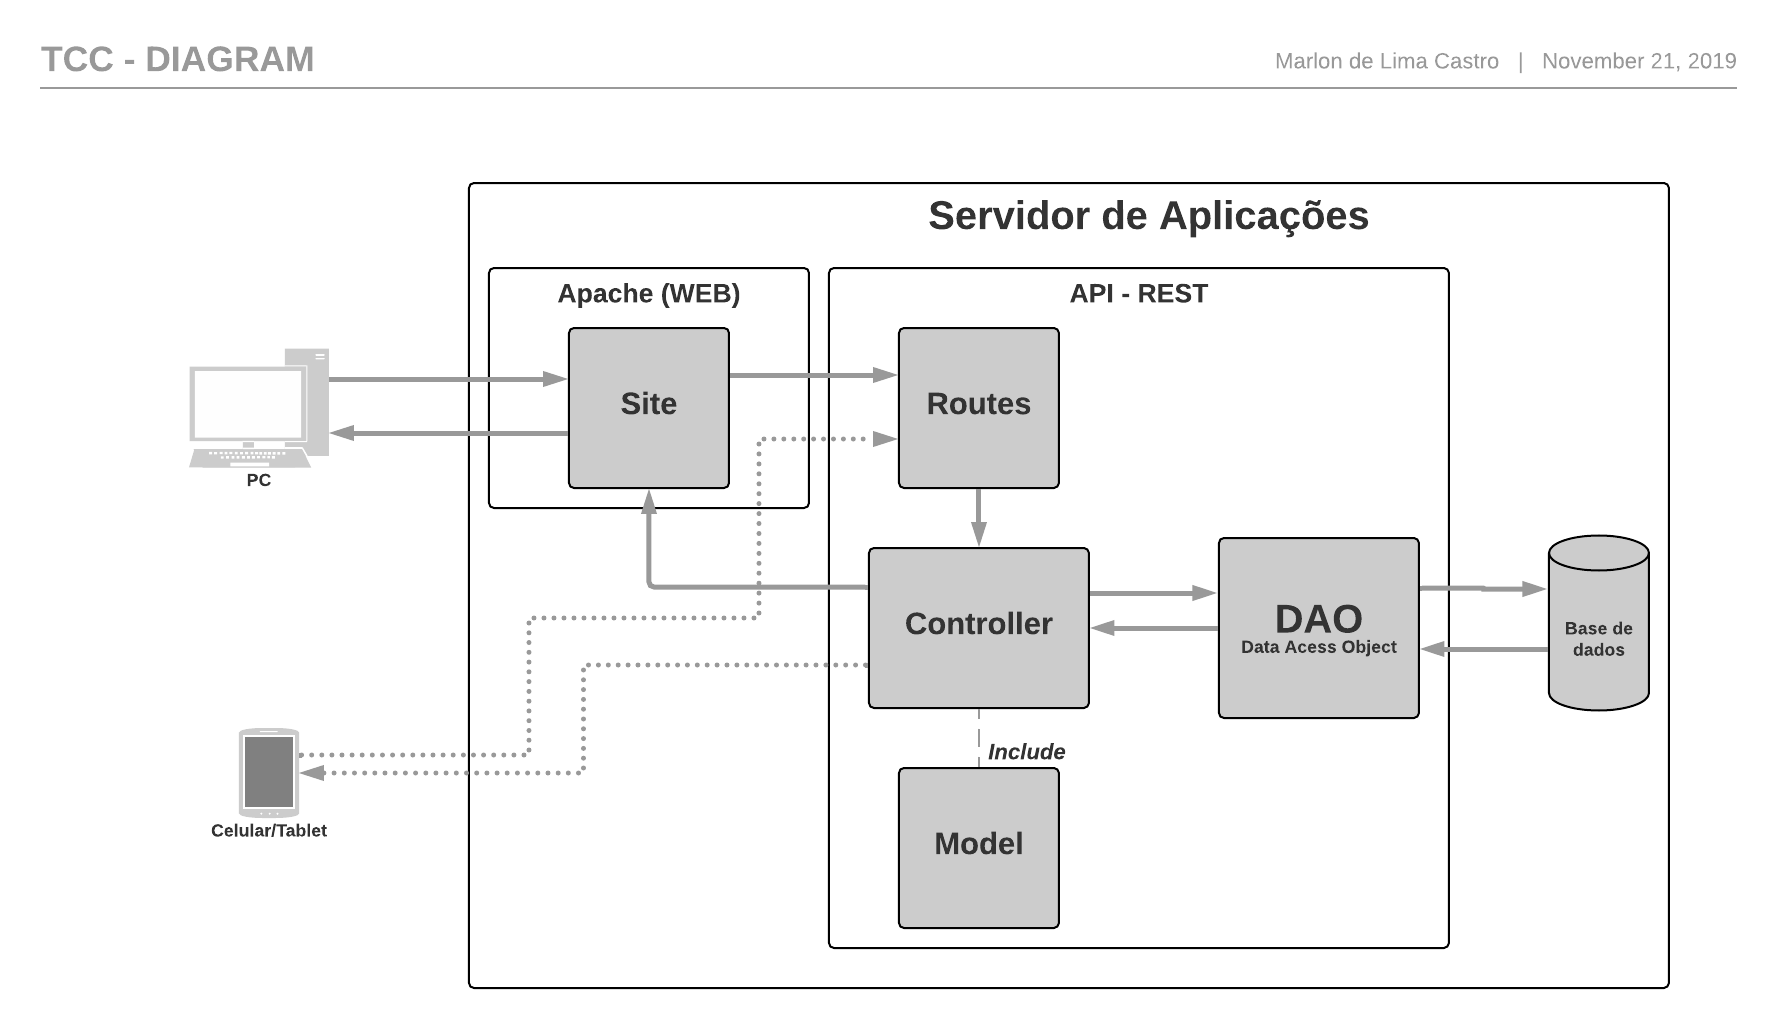 TCC - DIAGRAM
Marlon de Lima Castro | November 21, 2019
Servidor de Aplicações
Apache (WEB)
API - REST
Site
Routes
PC
Controller
DAO
Data Acess Object
Base de
dados
Include
Celular/Tablet
Model